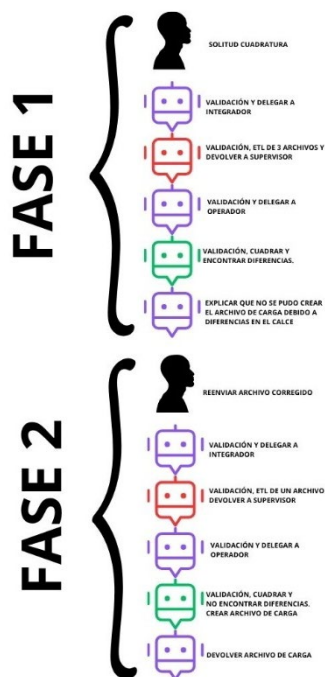 FASE 1
SOLITUD CUADRATURA
VALIDACIÓN Y DELEGAR A
INTEGRADOR
VALIDACIÓN, ETL DE 3 ARCHIVOS Y
DEVOLVER A SUPERVISOR
VALIDACIÓN Y DELEGAR A
OPERADOR
VALIDACIÓN, CUADRAR Y
ENCONTRAR DIFERENCIAS.
EXPLICAR QUE NO SE PUDO CREAR
EL ARCHIVO DE CARGA DEBIDO A
DIFERENCIAS EN EL CALCE
FASE 2
REENVIAR ARCHIVO CORREGIDO
VALIDACIÓN Y DELEGAR A
INTEGRADOR
VALIDACIÓN, ETL DE UN ARCHIVO
DEVOLVER A SUPERVISOR
VALIDACIÓN Y DELEGAR A
OPERADOR
VALIDACIÓN, CUADRAR Y
NO ENCONTRAR DIFERENCIAS.
CREAR ARCHIVO DE CARGA
DEVOLVER ARCHIVO DE CARGA